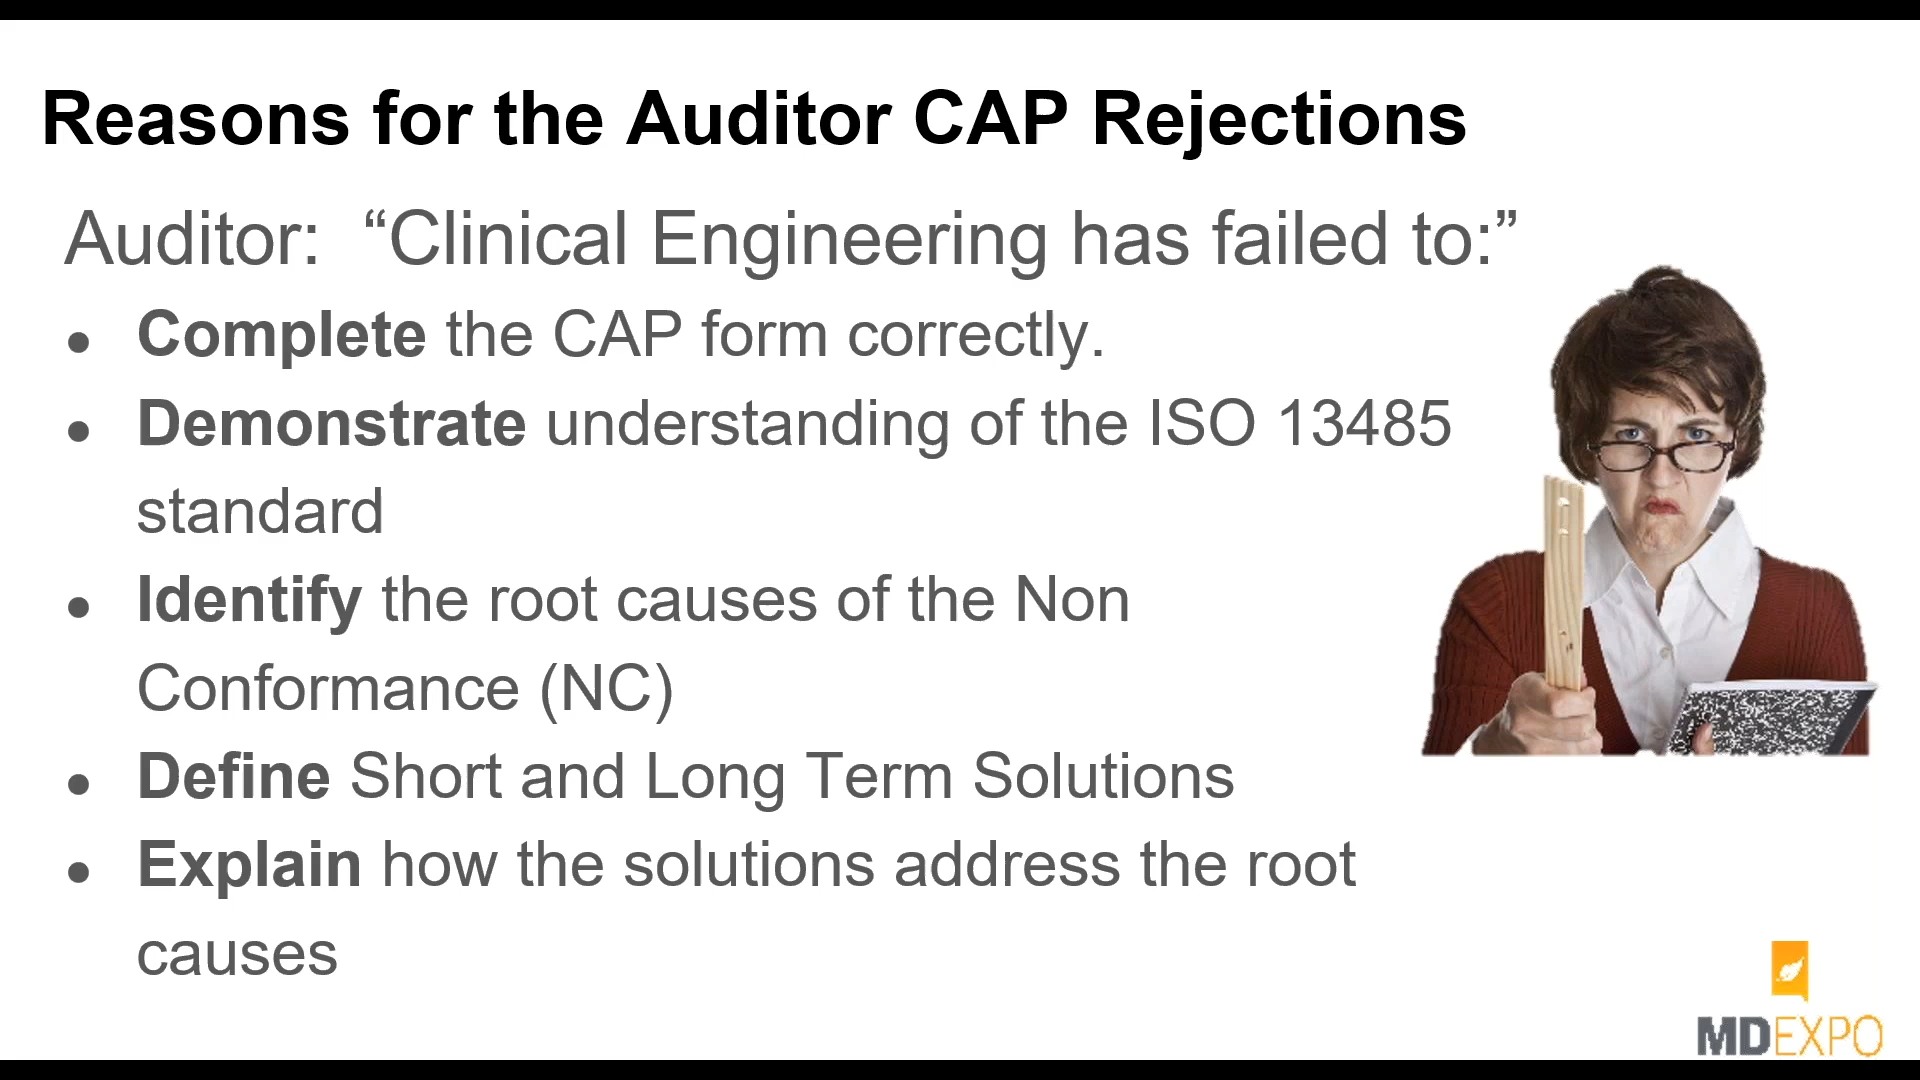 Reasons for the Auditor CAP Rejections
Auditor:  “Clinical Engineering has failed to:”
● Complete the CAP form correctly.
● Demonstrate understanding of the ISO 13485
standard
● Identify the root causes of the Non
Conformance (NC)
● Define Short and Long Term Solutions
● Explain how the solutions address the root
causes
MDEXPO